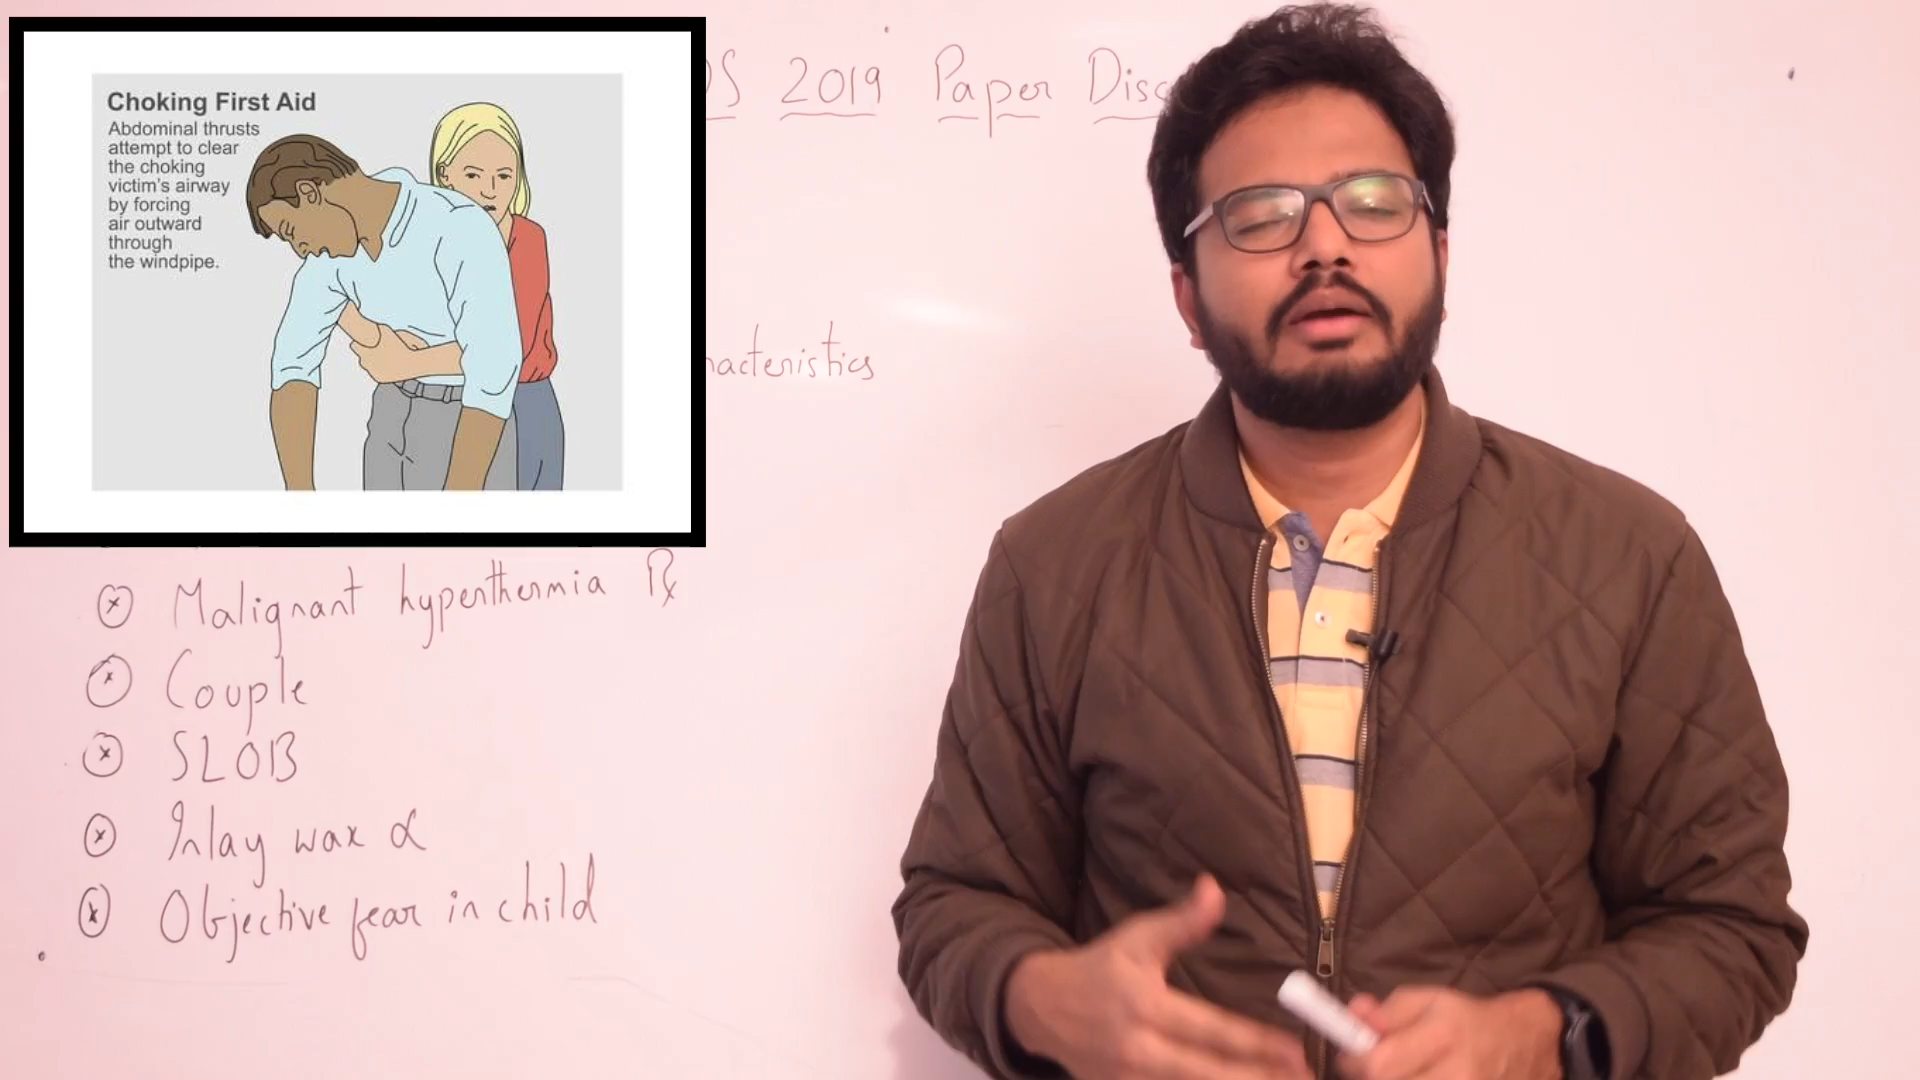 Choking First Aid
Abdominal thrusts
attempt to clear
the choking
victim's airway
by forcing
air outward
through
the windpipe.
2019 Paper
Malignant hyperthermia ℞
Couple
SLOB
Inlay wax α
Objective fear in child